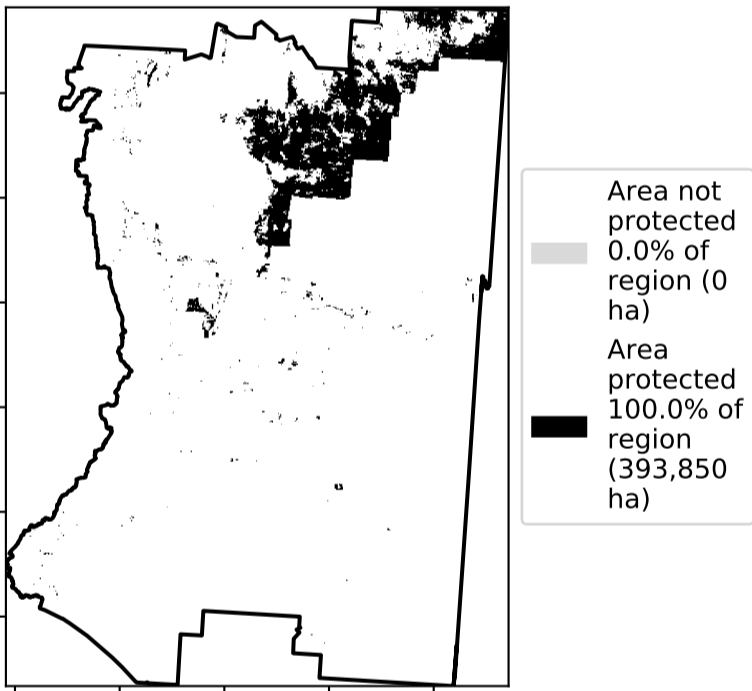 Area not
protected
0.0% of
region (0
ha)
Area
protected
100.0% of
region
(393,850
ha)